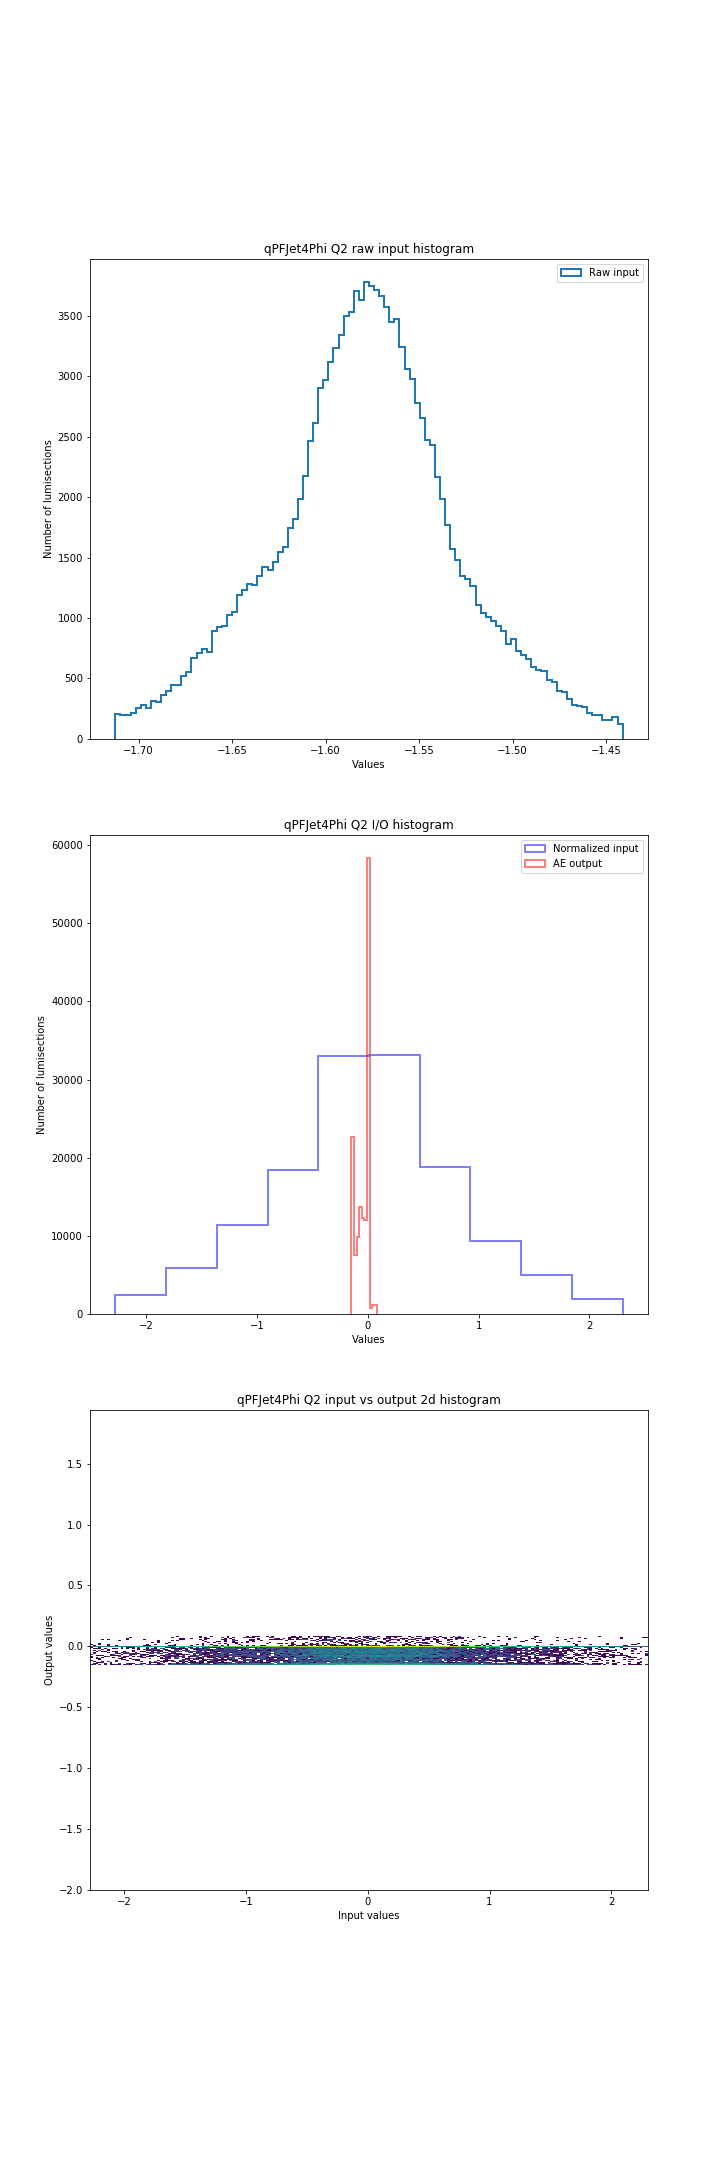 qPFJet4Phi Q2 raw input histogram
Raw input
3500
3000
2500
2000
1500
1000
500
0
Number of lumisections
−1.70 −1.65 −1.60 −1.55 −1.50 −1.45
Values
qPFJet4Phi Q2 I/O histogram
Normalized input
AE output
60000
50000
40000
30000
20000
10000
0
Number of lumisections
−2 −1 0 1 2
Values
qPFJet4Phi Q2 input vs output 2d histogram
1.5
1.0
0.5
0.0
−0.5
−1.0
−1.5
−2.0
Output values
−2 −1 0 1 2
Input values